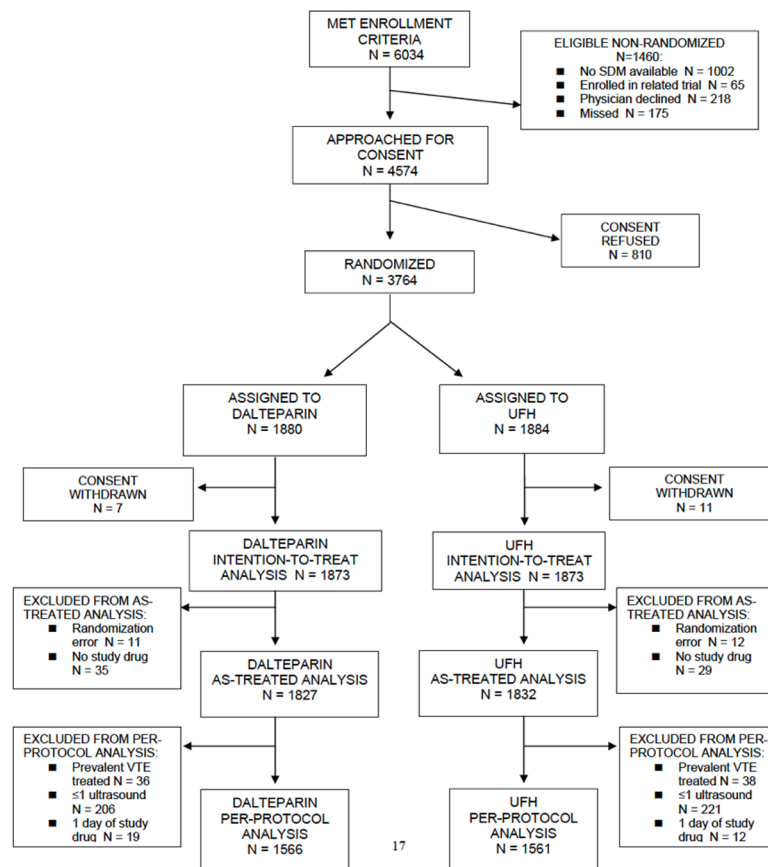 MET ENROLLMENT
CRITERIA
N = 6034
ELIGIBLE NON-RANDOMIZED
N=1460:
■ No SDM available N = 1002
■ Enrolled in related trial N = 65
■ Physician declined N = 218
■ Missed N = 175
APPROACHED FOR
CONSENT
N = 4574
CONSENT
REFUSED
N = 810
RANDOMIZED
N = 3764
ASSIGNED TO
DALTEPARIN
N = 1880
ASSIGNED TO
UFH
N = 1884
CONSENT
WITHDRAWN
N = 7
CONSENT
WITHDRAWN
N = 11
DALTEPARIN
INTENTION-TO-TREAT
ANALYSIS N = 1873
UFH
INTENTION-TO-TREAT
ANALYSIS N = 1873
EXCLUDED FROM AS-
TREATED ANALYSIS:
■ Randomization
error N = 11
■ No study drug
N = 35
EXCLUDED FROM AS-
TREATED ANALYSIS:
■ Randomization
error N = 12
■ No study drug
N = 29
DALTEPARIN
AS-TREATED ANALYSIS
N = 1827
UFH
AS-TREATED ANALYSIS
N = 1832
EXCLUDED FROM PER-
PROTOCOL ANALYSIS:
■ Prevalent VTE
treated N = 36
■ ≤1 ultrasound
N = 206
■ 1 day of study
drug N = 19
EXCLUDED FROM PER-
PROTOCOL ANALYSIS:
■ Prevalent VTE
treated N = 38
■ ≤1 ultrasound
N = 221
■ 1 day of study
drug N = 12
DALTEPARIN
PER-PROTOCOL
ANALYSIS
N = 1566
UFH
PER-PROTOCOL
ANALYSIS
N = 1561
17